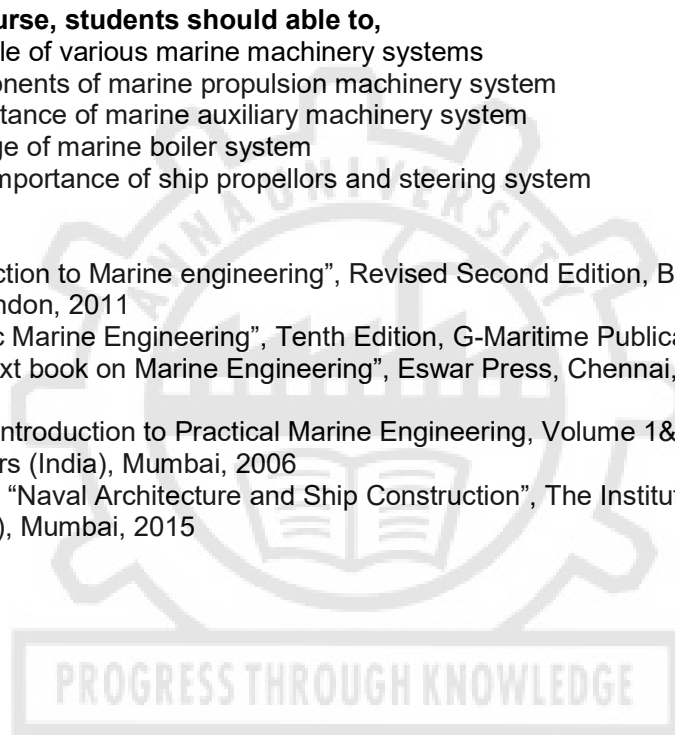 urse, students should able to,
le of various marine machinery systems
onents of marine propulsion machinery system
tance of marine auxiliary machinery system
ge of marine boiler system
mportance of ship propellors and steering system
ction to Marine engineering”, Revised Second Edition, B
ndon, 2011
c Marine Engineering”, Tenth Edition, G-Maritime Publica
xt book on Marine Engineering”, Eswar Press, Chennai,
ntroduction to Practical Marine Engineering, Volume 1&
rs (India), Mumbai, 2006
“Naval Architecture and Ship Construction”, The Institut
), Mumbai, 2015
ANNA UNIVERSITY
PROGRESS THROUGH KNOWLEDGE